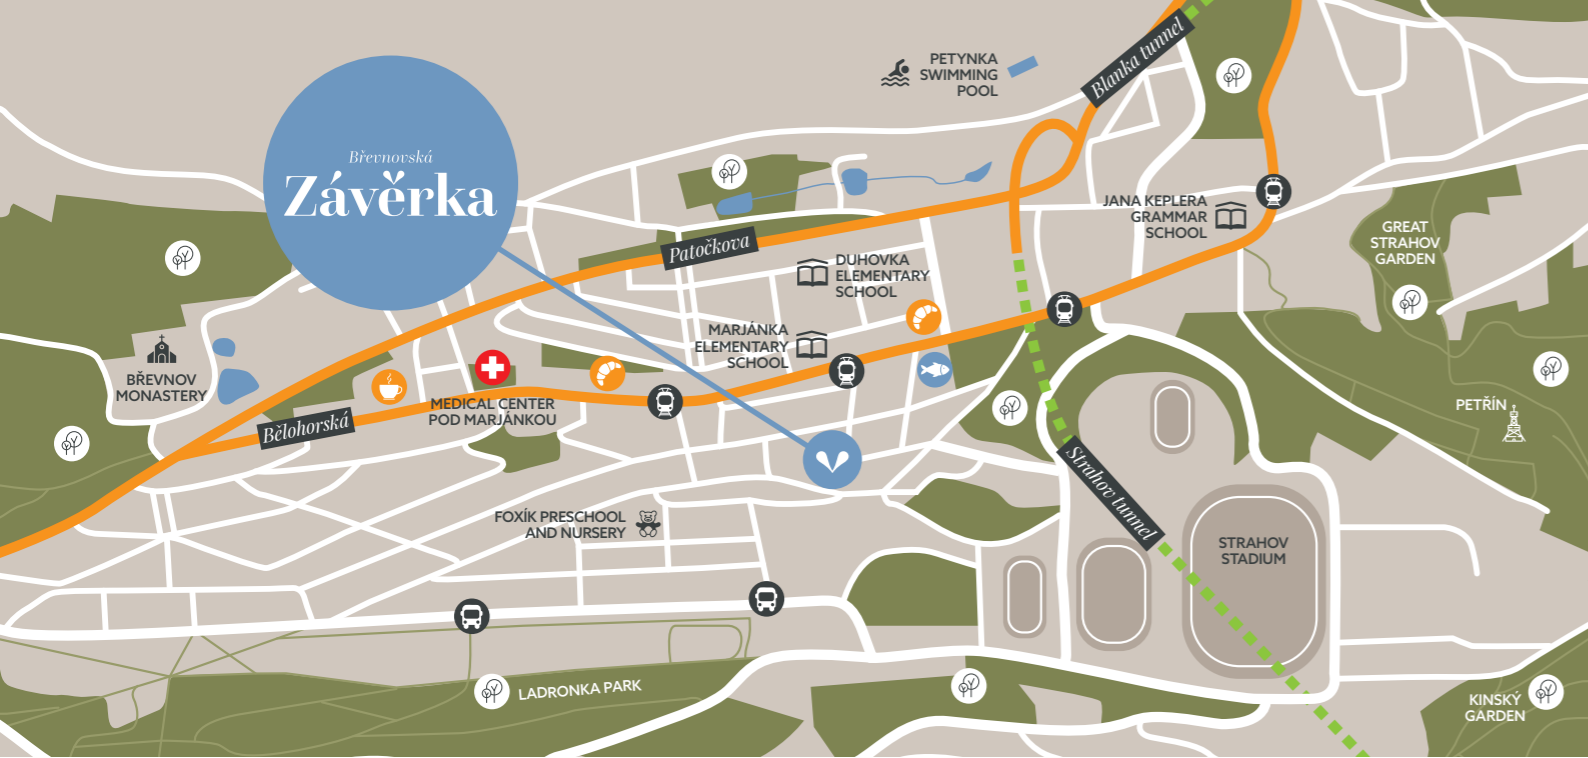 Blanka tunnel
PETYNKA
SWIMMING
POOL
Břevnovská
Závěrka
JANA KEPLERA
GRAMMAR
SCHOOL
GREAT
STRAHOV
GARDEN
Patočkova
DUHOVKA
ELEMENTARY
SCHOOL
MARJÁNKA
ELEMENTARY
SCHOOL
BŘEVNOV
MONASTERY
MEDICAL CENTER
POD MARJÁNKOU
Bělohorská
PETŘÍN
Strahov tunnel
FOXÍK PRESCHOOL
AND NURSERY
STRAHOV
STADIUM
LADRONKA PARK
KINSKÝ
GARDEN